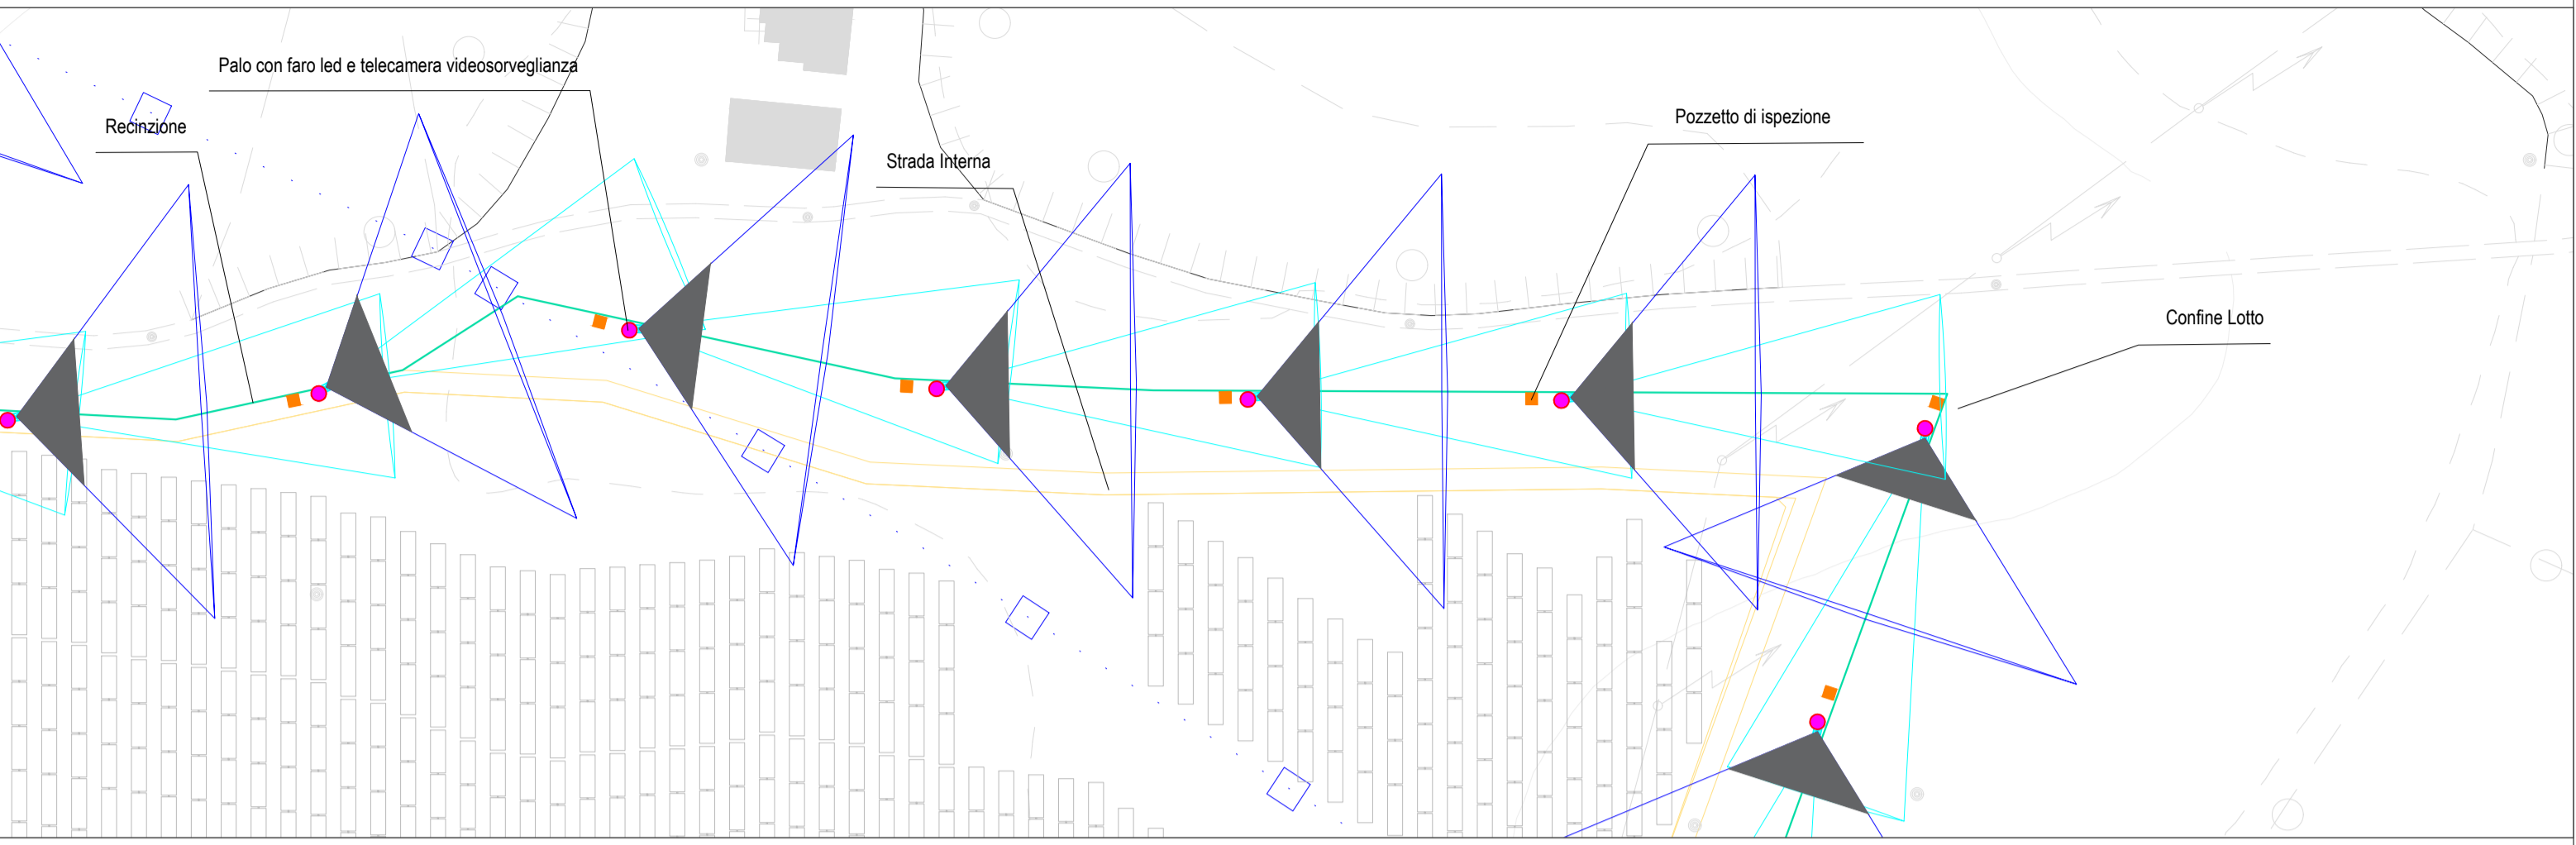 Palo con faro led e telecamera videosorveglianza
Recinzione
Strada Interna
Pozzetto di ispezione
Confine Lotto